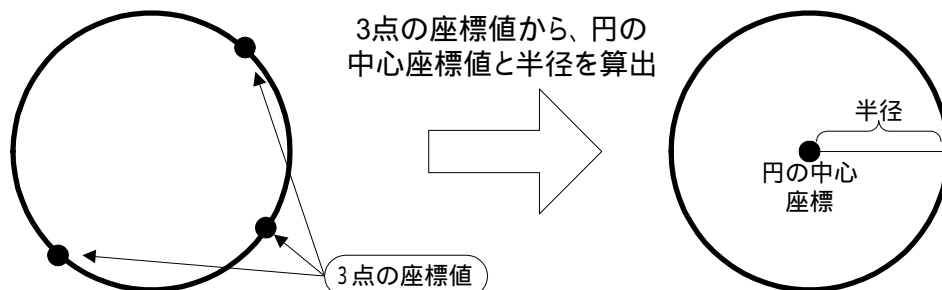 3点の座標値から、円の
中心座標値と半径を算出
半径
円の中心
座標
3点の座標値